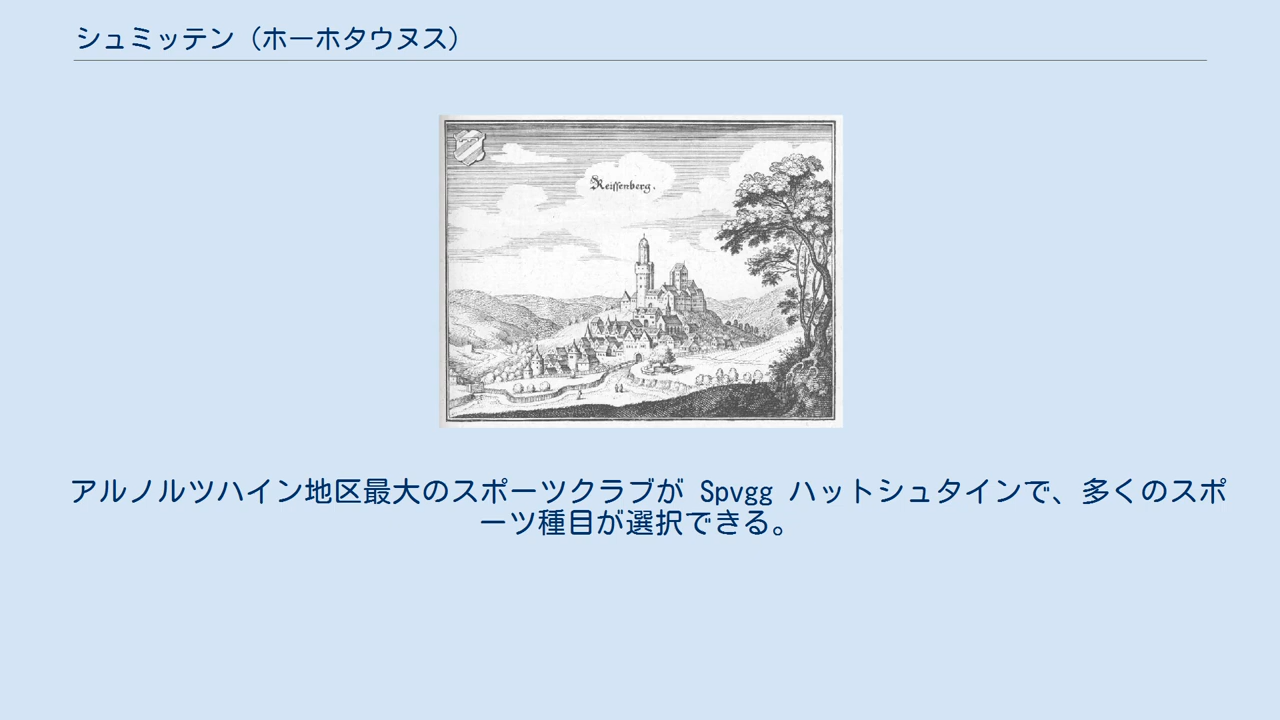 シュミッテン（ホーホタウヌス）
Reiffenberg.
アルノルツハイン地区最大のスポーツクラブが Spvgg ハットシュタインで、多くのスポ
ーツ種目が選択できる。